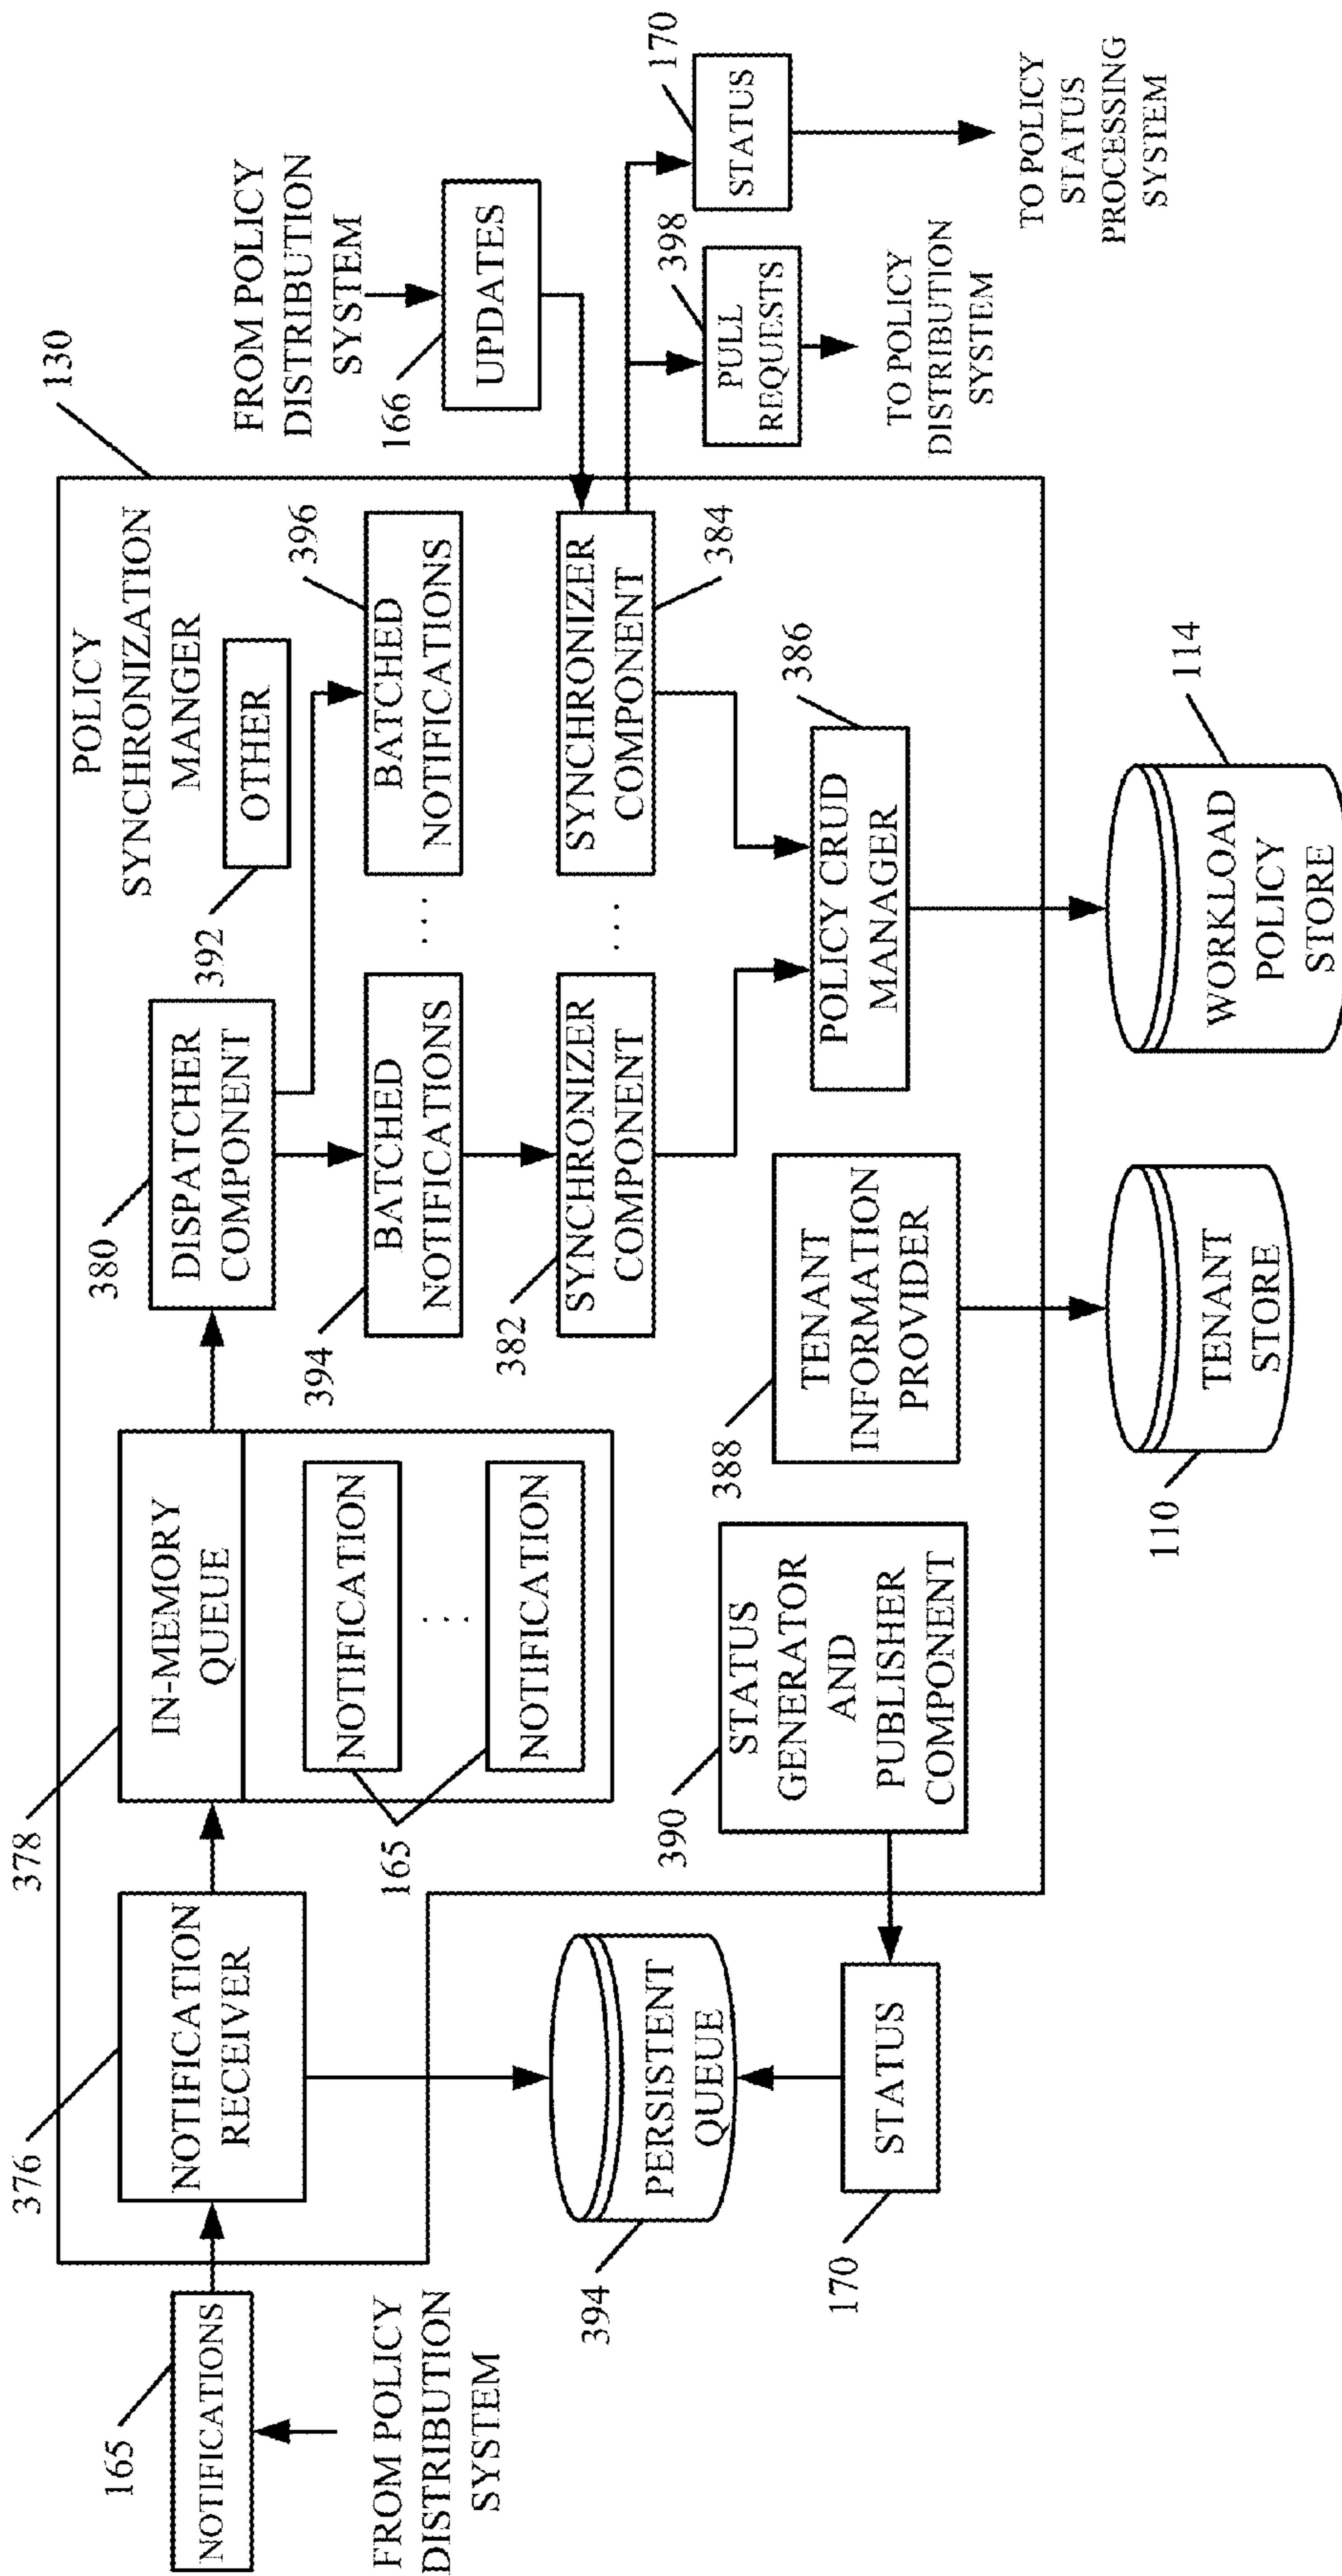 130
POLICY
SYNCHRONIZATION
MANGER
165
NOTIFICATIONS
FROM POLICY
DISTRIBUTION
SYSTEM
376
NOTIFICATION
RECEIVER
378
IN-MEMORY
QUEUE
NOTIFICATION
⋮
NOTIFICATION
165
380
DISPATCHER
COMPONENT
392
OTHER
394
BATCHED
NOTIFICATIONS
...
396
BATCHED
NOTIFICATIONS
382
SYNCHRONIZER
COMPONENT
...
384
SYNCHRONIZER
COMPONENT
FROM POLICY
DISTRIBUTION
SYSTEM
166
UPDATES
398
PULL
REQUESTS
TO POLICY
DISTRIBUTION
SYSTEM
170
STATUS
TO POLICY
STATUS
PROCESSING
SYSTEM
386
POLICY CRUD
MANAGER
388
TENANT
INFORMATION
PROVIDER
390
STATUS
GENERATOR
AND
PUBLISHER
COMPONENT
394
PERSISTENT
QUEUE
170
STATUS
110
TENANT
STORE
114
WORKLOAD
POLICY
STORE